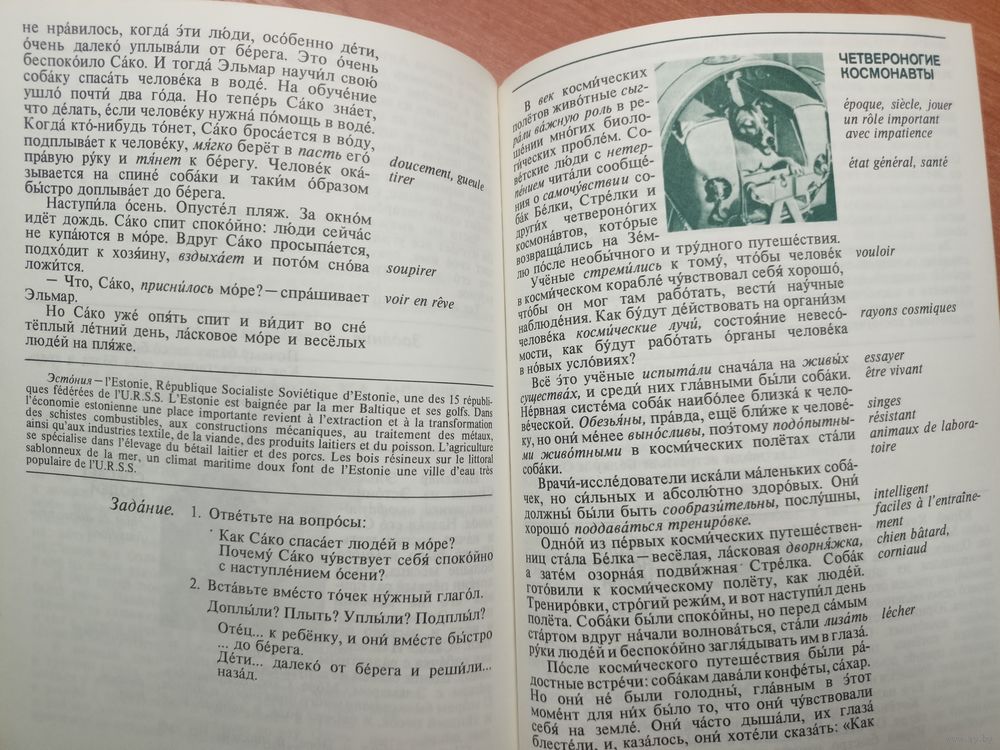 не нра́вилось, когда́ э́ти лю́ди, осо́бенно де́ти,
о́чень далеко́ уплыва́ли от бе́рега. Это о́чень
беспоко́ило Са́ко. И тогда́ Эльмар научи́л свою́
соба́ку спаса́ть челове́ка в воде́. На обуче́ние
ушло́ почти́ два го́да. Но тепе́рь Са́ко зна́ет,
что де́лать, е́сли челове́ку нужна́ по́мощь в воде́.
Когда́ кто́-нибудь то́нет, Са́ко броса́ется в во́ду,
подплыва́ет к челове́ку, мя́гко берёт в пасть его́
пра́вую ру́ку и тя́нет к бе́регу. Челове́к ока-
зывается на спине́ соба́ки и таки́м о́бразом
бы́стро доплыва́ет до бе́рега.
doucement, gueule
tirer
Наступи́ла о́сень. Опусте́л пляж. За окно́м
идёт дождь. Са́ко спит споко́йно: лю́ди сейча́с
не купа́ются в мо́ре. Вдруг Са́ко просыпа́ется,
подхо́дит к хозя́ину, вздыха́ет и пото́м сно́ва
ложи́тся.
soupirer
— Что, Са́ко, присни́лось мо́ре? — спра́шивает
Эльмар.
voir en rêve
Но Са́ко уже́ опя́ть спит и ви́дит во сне
тёплый ле́тний день, ла́сковое мо́ре и весёлых
люде́й на пля́же.
Эсто́ния — l'Estonie, République Socialiste Soviétique d'Estonie, une des 15 républi-
ques fédérées de l'U.R.S.S. L'Estonie est baignée par la mer Baltique et ses golfs. Dans
l'économie estonienne une place importante revient à l'extraction et à la transformation
des schistes combustibles, aux constructions mécaniques, au traitement des métaux,
ainsi qu'aux industries textile, de la viande, des produits laitiers et du poisson. L'agriculture
se spécialise dans l'élevage du bétail laitier et des porcs. Les bois résineux sur le littoral
sablonneux de la mer, un climat maritime doux font de l'Estonie une ville d'eau très
populaire de l'U.R.S.S.
Зада́ние. 1. Отве́тьте на вопро́сы:
Как Са́ко спаса́ет люде́й в мо́ре?
Почему́ Са́ко чу́вствует себя́ споко́йно
с наступле́нием о́сени?
2. Вста́вьте вме́сто то́чек ну́жный глаго́л.
Доплы́ли? Плыть? Уплы́ли? Подплы́л?
Оте́ц... к ребёнку, и они́ вме́сте бы́стро
... до бе́рега.
Де́ти... далеко́ от бе́рега и реши́ли...
наза́д.
ЧЕТВЕРОНОГИЕ
КОСМОНАВТЫ
В век косми́ческих
полётов живо́тные сыг-
ра́ли ва́жную роль в ре-
ше́нии мно́гих биоло-
ги́ческих пробле́м. Со-
ве́тские лю́ди с нетер-
пе́нием чита́ли сообще́-
ния о самочу́вствии со-
ба́к Бе́лки, Стре́лки и
други́х четвероно́гих
космона́втов, кото́рые
возвраща́лись на Зе́м-
лю по́сле необы́чного и тру́дного путеше́ствия.
époque, siècle, jouer
un rôle important
avec impatience
état général, santé
Учёные стреми́лись к тому́, что́бы челове́к
в косми́ческом корабле́ чу́вствовал себя́ хорошо́,
что́бы он мог там рабо́тать, вести́ нау́чные
наблюде́ния. Как бу́дут де́йствовать на органи́зм
челове́ка косми́ческие лучи́, состоя́ние невесо́-
мости, как бу́дут рабо́тать о́рганы челове́ка
в но́вых усло́виях?
vouloir
rayons cosmiques
Всё э́то учёные испыта́ли снача́ла на живы́х
существа́х, и среди́ них гла́вными бы́ли соба́ки.
Не́рвная систе́ма соба́к наибо́лее близка́ к чело-
ве́ческой. Обезья́ны, пра́вда, ещё бли́же к челове́-
ку, но они́ ме́нее выно́сливы, поэ́тому подо́пытны-
ми живо́тными в косми́ческих полётах ста́ли
соба́ки.
essayer
être vivant
singes
résistant
animaux de labora-
toire
Врачи́-иссле́дователи иска́ли ма́леньких соба́-
чек, но си́льных и абсолю́тно здоро́вых. Они́
должны́ бы́ли быть сообрази́тельны, послу́шны,
хорошо́ поддава́ться трениро́вке.
intelligent
faciles à l'entraîne-
ment
Одно́й из пе́рвых косми́ческих путеше́ствен-
ниц ста́ла Бе́лка — весёлая, ла́сковая дворня́жка,
а зате́м озорна́я подви́жная Стре́лка. Соба́к
гото́вили к косми́ческому полёту, как люде́й.
Трениро́вки, стро́гий режи́м, и вот наступи́л день
полёта. Соба́ки бы́ли споко́йны, но перед са́мым
ста́ртом вдруг на́чали волнова́ться, ста́ли лиза́ть
ру́ки люде́й и беспоко́йно загля́дывать им в глаза́.
chien bâtard,
corniaud
lécher
По́сле косми́ческого путеше́ствия бы́ли ра́-
достные встре́чи: соба́кам дава́ли конфе́ты, са́хар.
Но они́ не́ были голодны́, гла́вным в э́тот
моме́нт для них бы́ло то, что они́ чу́вствовали
себя́ на земле́. Они́ ча́сто дыша́ли, их глаза́
блесте́ли, и, каза́лось, они́ хоте́ли сказа́ть: «Как